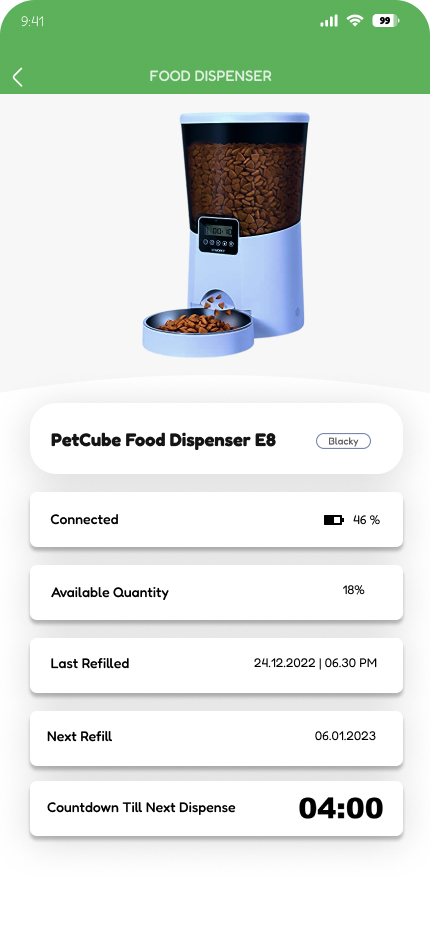 9:41
99
FOOD DISPENSER
PetCube Food Dispenser E8
Blacky
Connected
46 %
Available Quantity
18%
Last Refilled
24.12.2022 | 06.30 PM
Next Refill
06.01.2023
Countdown Till Next Dispense
04:00